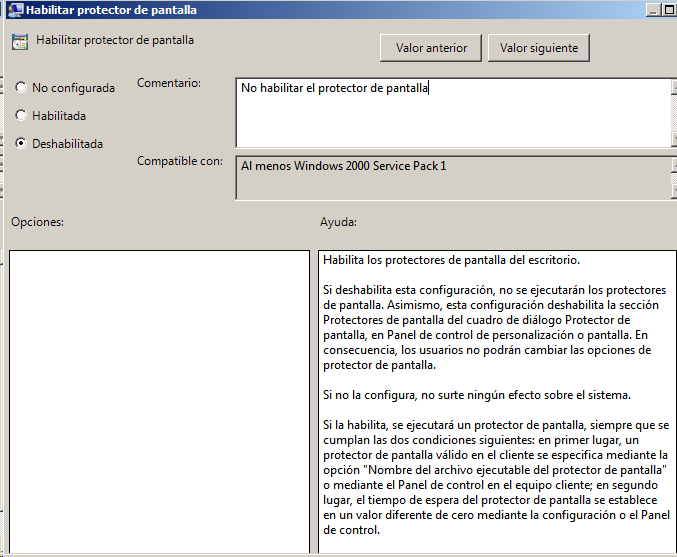 Habilitar protector de pantalla
Habilitar protector de pantalla
Valor anterior
Valor siguiente
No configurada
Habilitada
Deshabilitada
Comentario:
No habilitar el protector de pantalla
Compatible con:
Al menos Windows 2000 Service Pack 1
Opciones:
Ayuda:
Habilita los protectores de pantalla del escritorio.
Si deshabilita esta configuración, no se ejecutarán los protectores
de pantalla. Asimismo, esta configuración deshabilita la sección
Protectores de pantalla del cuadro de diálogo Protector de
pantalla, en Panel de control de personalización o pantalla. En
consecuencia, los usuarios no podrán cambiar las opciones de
protector de pantalla.
Si no la configura, no surte ningún efecto sobre el sistema.
Si la habilita, se ejecutará un protector de pantalla, siempre que se
cumplan las dos condiciones siguientes: en primer lugar, un
protector de pantalla válido en el cliente se especifica mediante la
opción "Nombre del archivo ejecutable del protector de pantalla"
o mediante el Panel de control en el equipo cliente; en segundo
lugar, el tiempo de espera del protector de pantalla se establece
en un valor diferente de cero mediante la configuración o el Panel
de control.